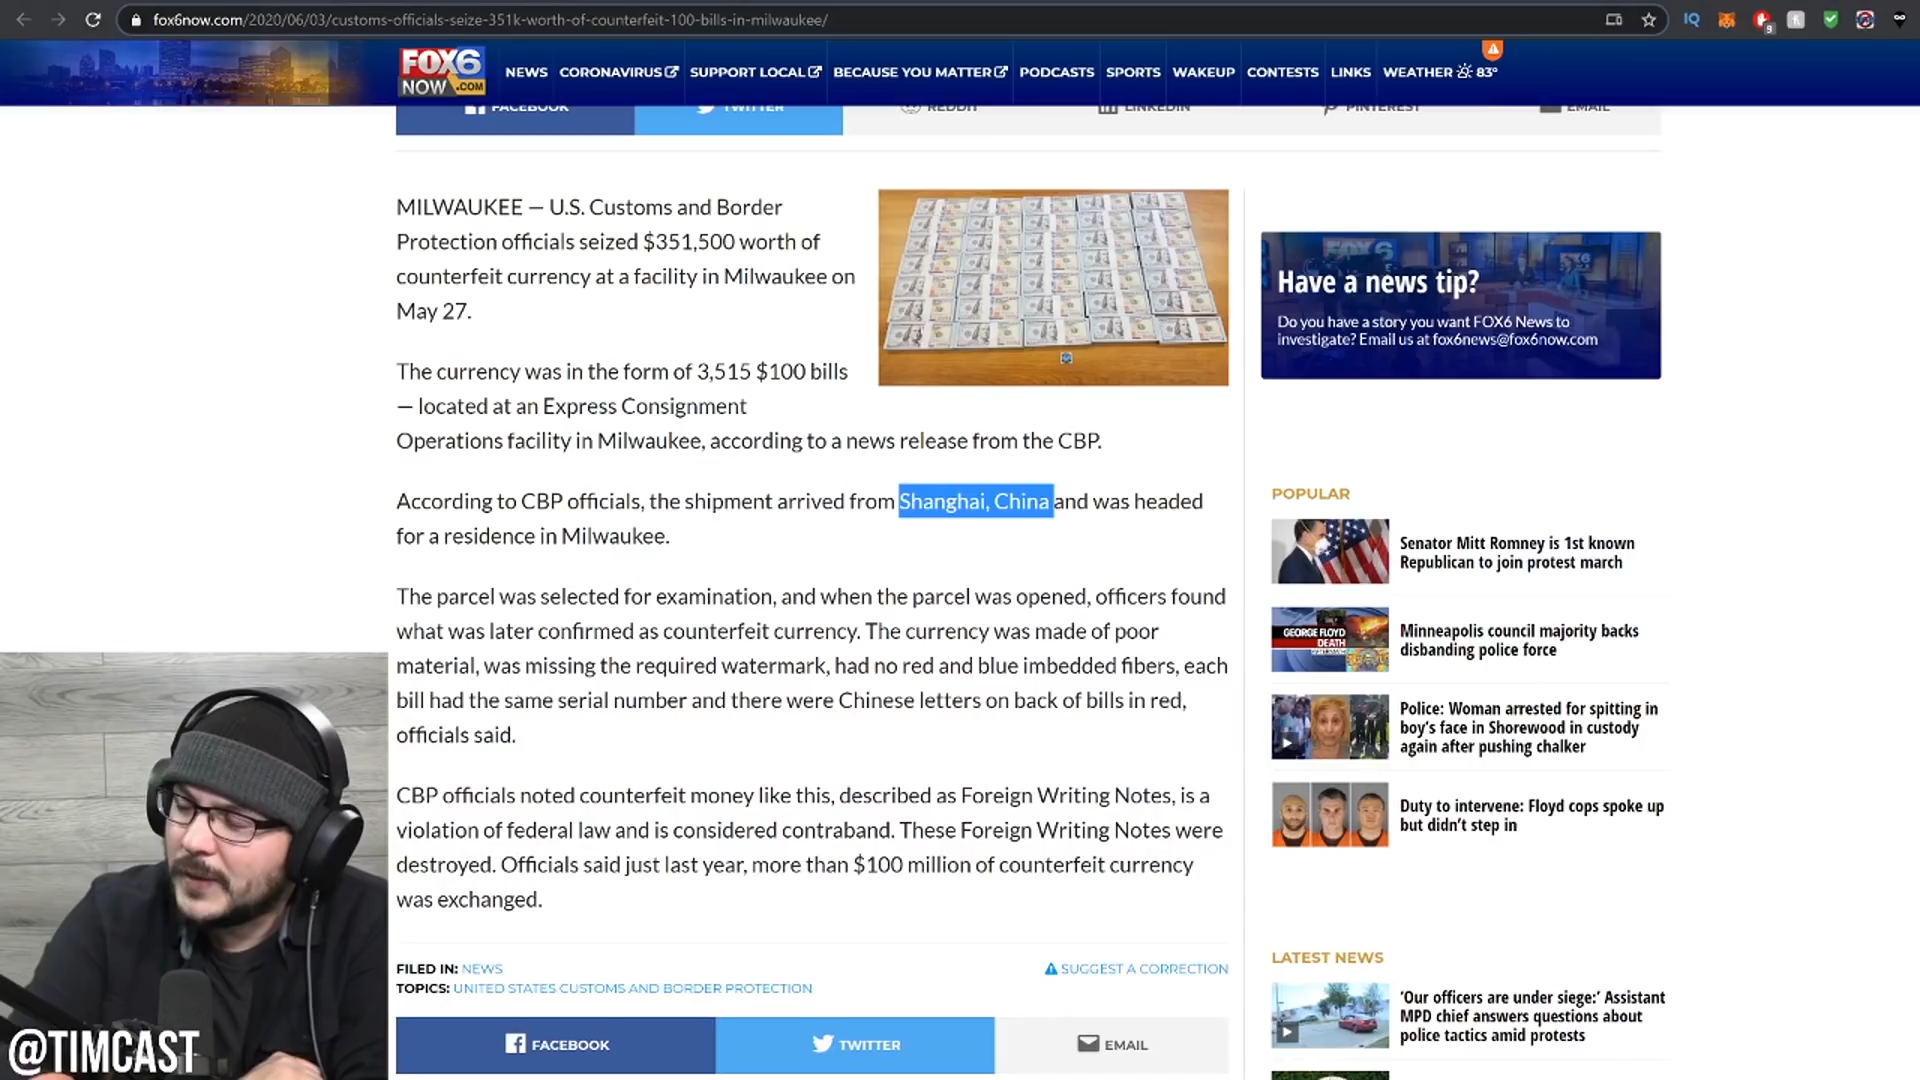 fox6now.com/2020/06/03/customs-officials-seize-351k-worth-of-counterfeit-100-bills-in-milwaukee/
FOX6
NOW.COM
NEWS CORONAVIRUS SUPPORT LOCAL BECAUSE YOU MATTER PODCASTS SPORTS WAKEUP CONTESTS LINKS WEATHER 83°
FACEBOOK TWITTER REDDIT LINKEDIN PINTEREST EMAIL
MILWAUKEE — U.S. Customs and Border
Protection officials seized $351,500 worth of
counterfeit currency at a facility in Milwaukee on
May 27.
The currency was in the form of 3,515 $100 bills
— located at an Express Consignment
Operations facility in Milwaukee, according to a news release from the CBP.
According to CBP officials, the shipment arrived from Shanghai, China and was headed
for a residence in Milwaukee.
The parcel was selected for examination, and when the parcel was opened, officers found
what was later confirmed as counterfeit currency. The currency was made of poor
material, was missing the required watermark, had no red and blue imbedded fibers, each
bill had the same serial number and there were Chinese letters on back of bills in red,
officials said.
CBP officials noted counterfeit money like this, described as Foreign Writing Notes, is a
violation of federal law and is considered contraband. These Foreign Writing Notes were
destroyed. Officials said just last year, more than $100 million of counterfeit currency
was exchanged.
FILED IN: NEWS
SUGGEST A CORRECTION
TOPICS: UNITED STATES CUSTOMS AND BORDER PROTECTION
FACEBOOK TWITTER EMAIL
Have a news tip?
Do you have a story you want FOX6 News to
investigate? Email us at fox6news@fox6now.com
POPULAR
Senator Mitt Romney is 1st known
Republican to join protest march
GEORGE FLOYD
DEATH
Minneapolis council majority backs
disbanding police force
Police: Woman arrested for spitting in
boy's face in Shorewood in custody
again after pushing chalker
Duty to intervene: Floyd cops spoke up
but didn't step in
LATEST NEWS
'Our officers are under siege:' Assistant
MPD chief answers questions about
police tactics amid protests
@TIMCAST